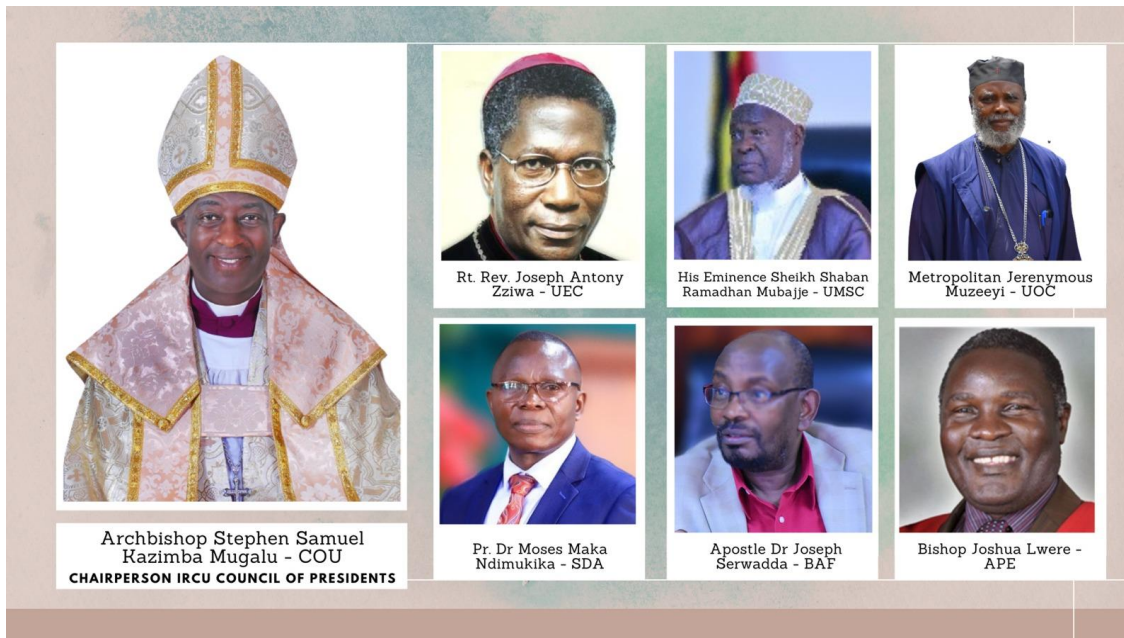 Archbishop Stephen Samuel
Kazimba Mugalu - COU
CHAIRPERSON IRCU COUNCIL OF PRESIDENTS
Rt. Rev. Joseph Antony
Zziwa - UEC
His Eminence Sheikh Shaban
Ramadhan Mubajje - UMSC
Metropolitan Jerenymous
Muzeeyi - UOC
Pr. Dr Moses Maka
Ndimukika - SDA
Apostle Dr Joseph
Serwadda - BAF
Bishop Joshua Lwere -
APE